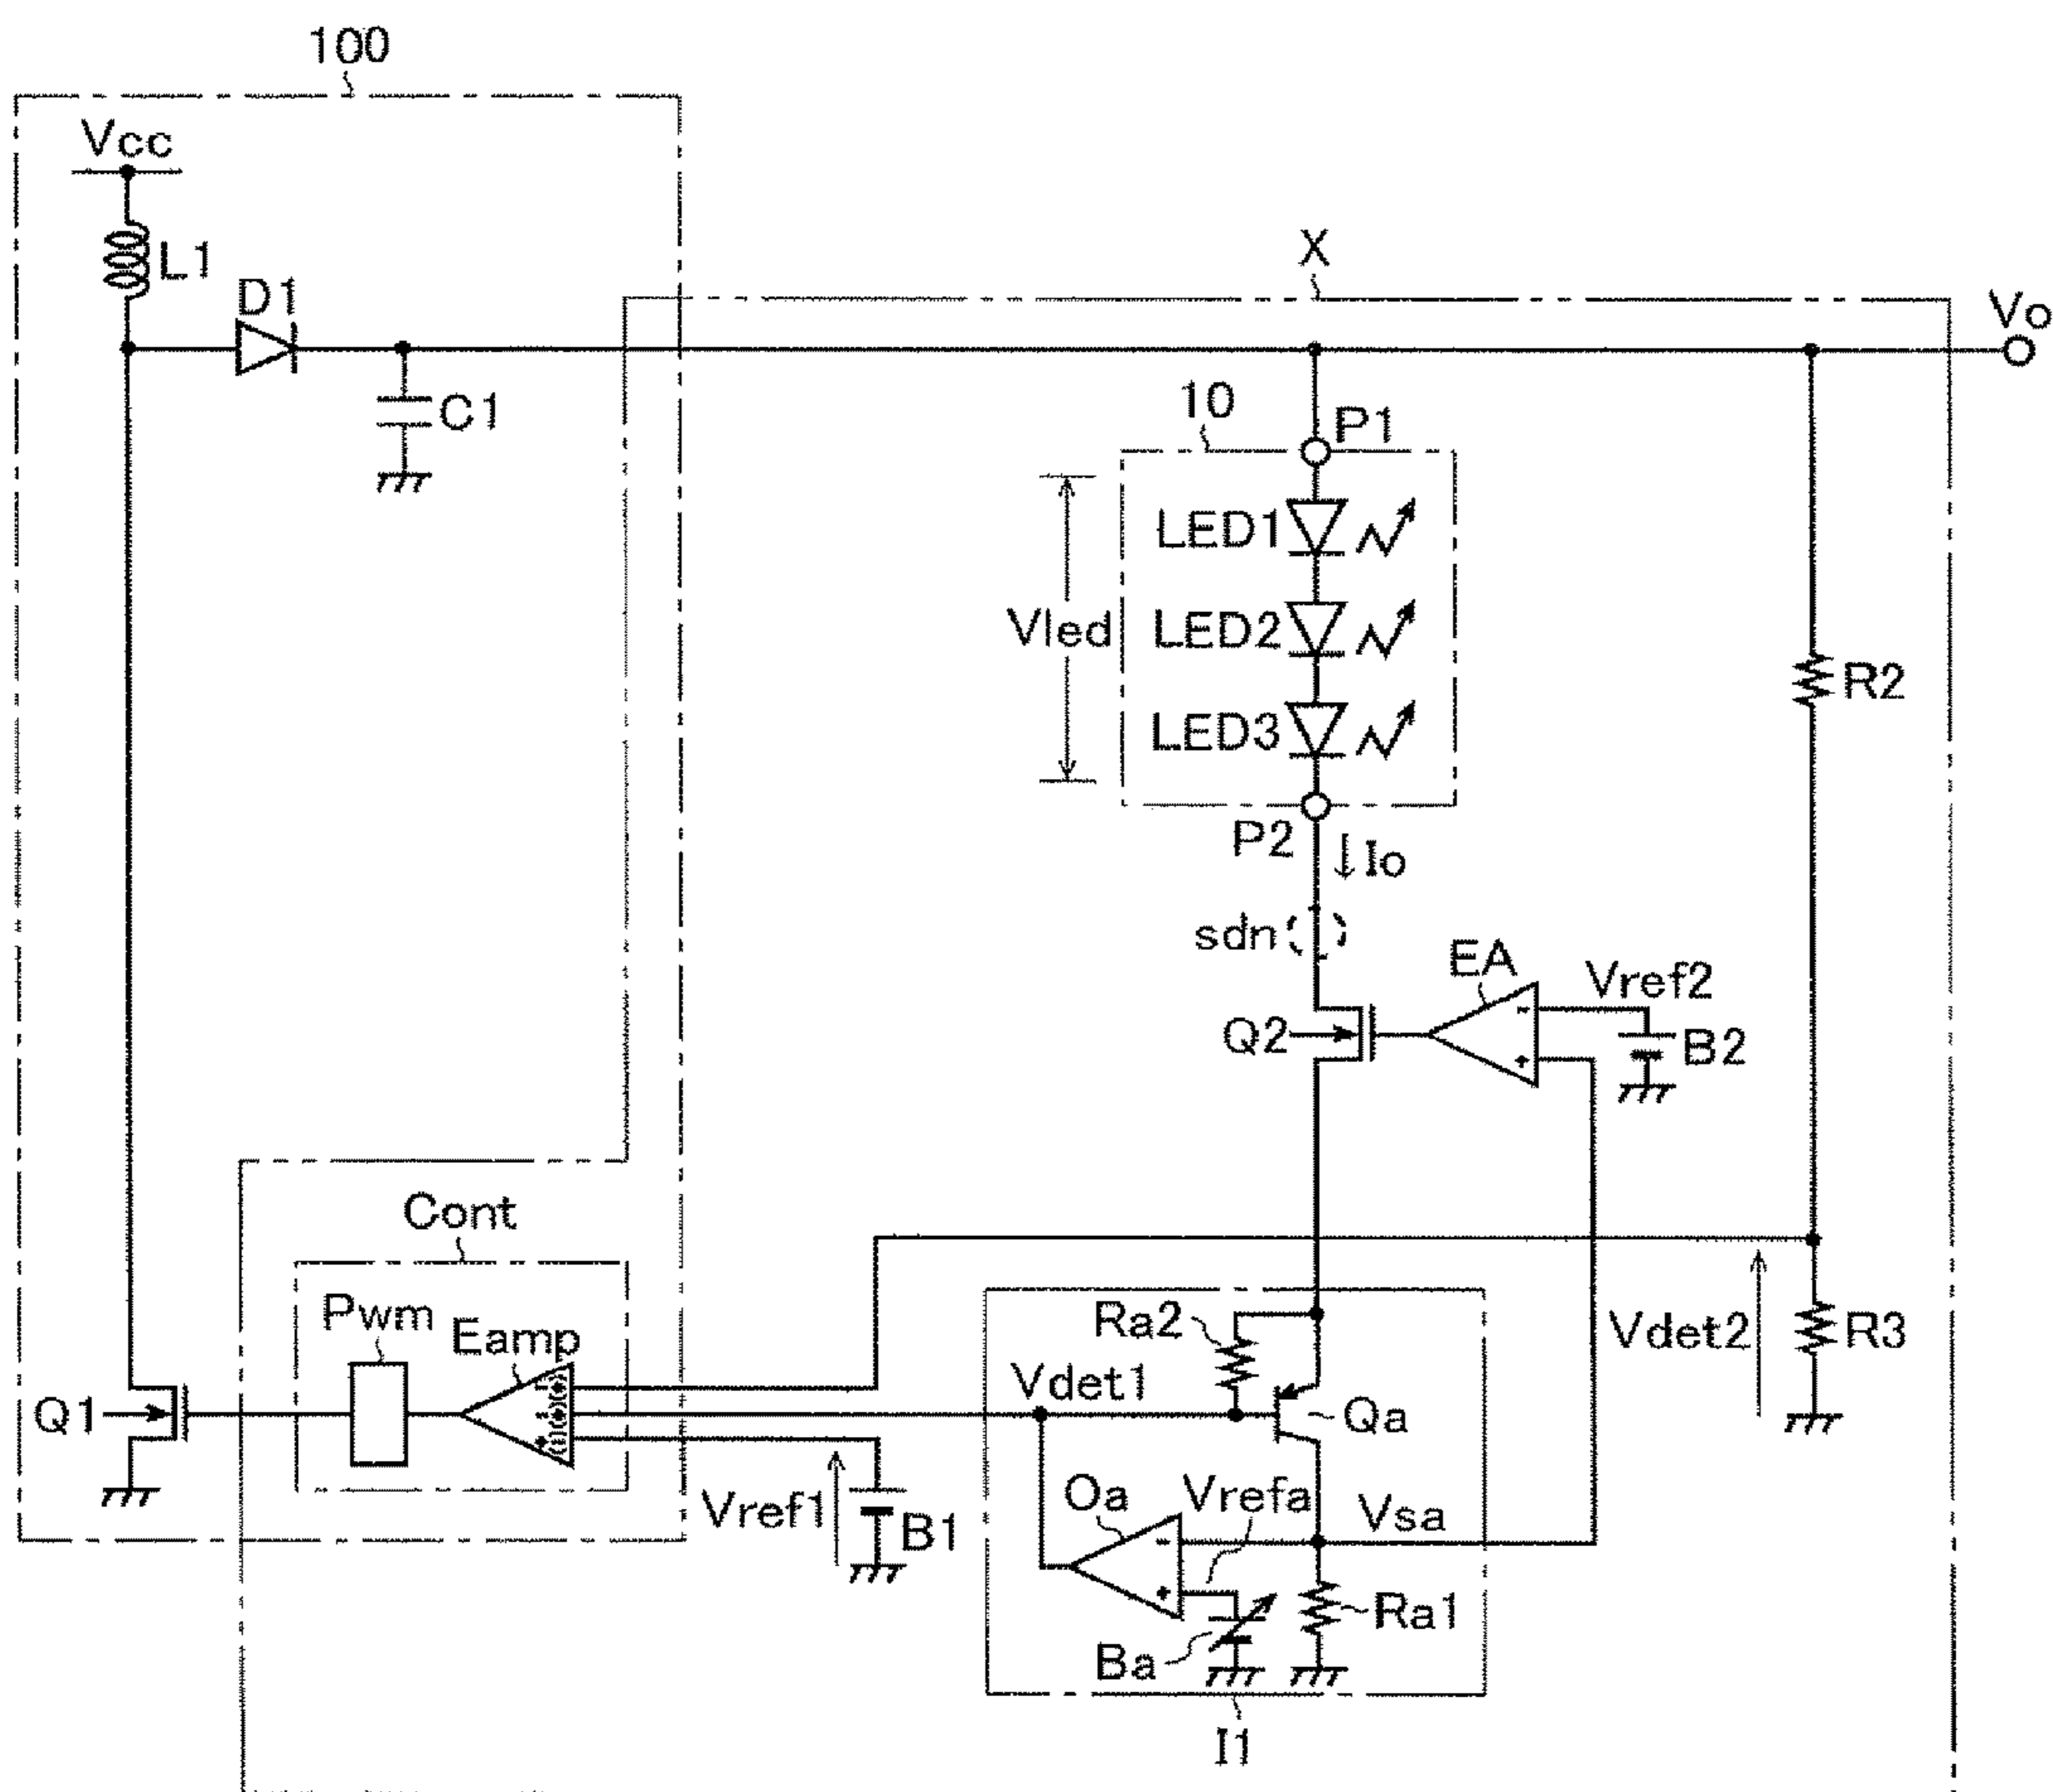 100
Vcc
L1
D1
C1
X
Vo
10
P1
LED1
Vled
LED2
LED3
R2
P2
Io
sdn
EA
Vref2
Q2
B2
Cont
Pwm
Eamp
Q1
Ra2
Vdet1
Qa
Vdet2
R3
Vref1
B1
Oa
Vrefa
Vsa
Ba
Ra1
I1